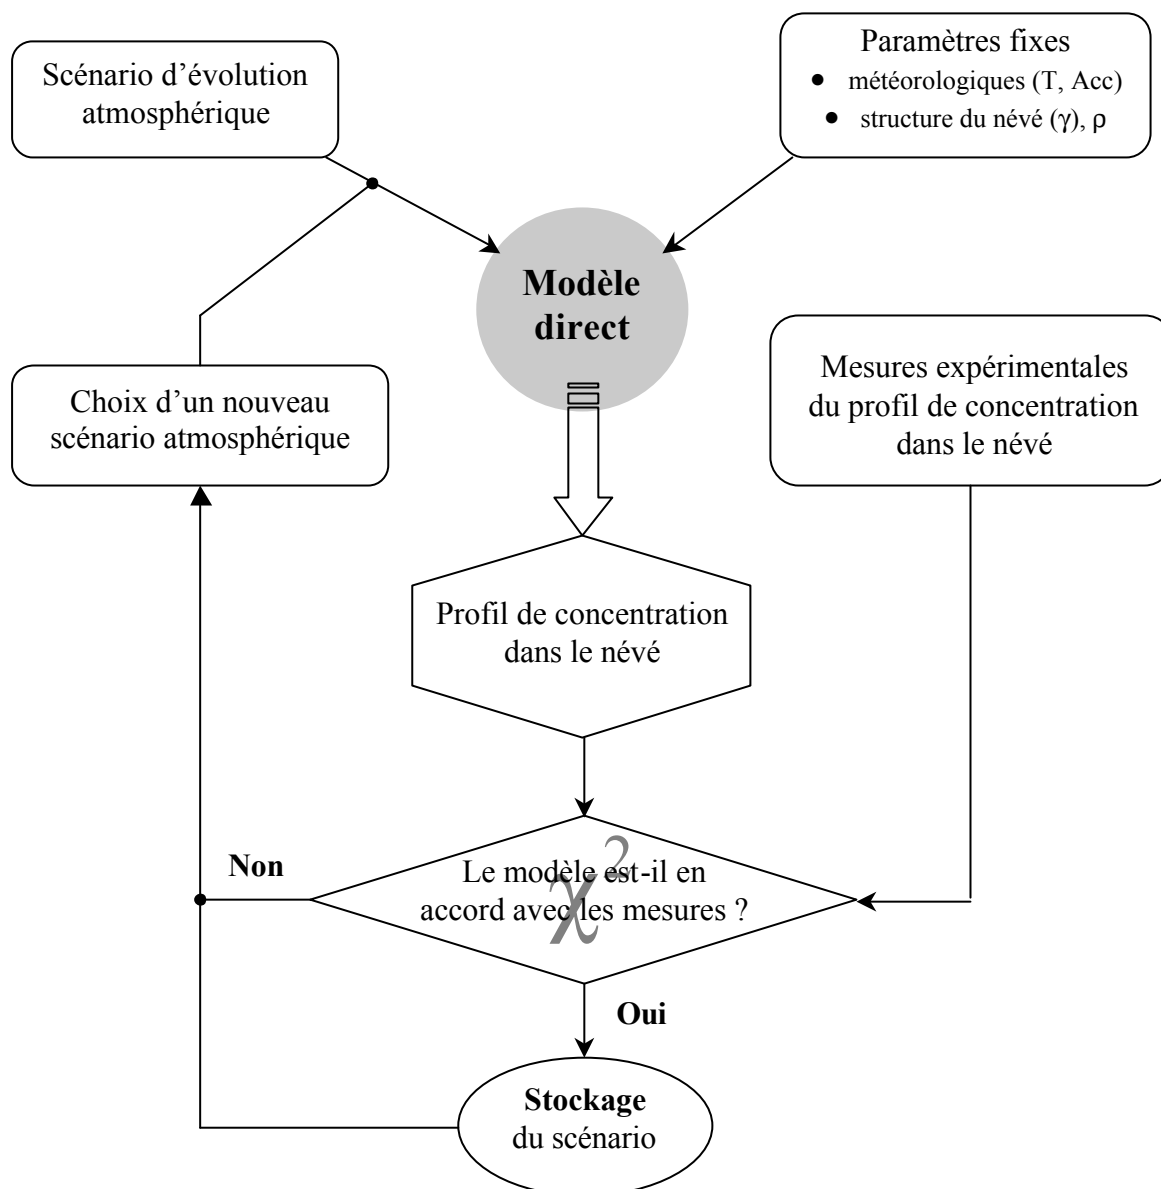 Scénario d’évolution
atmosphérique
Paramètres fixes
• météorologiques (T, Acc)
• structure du névé (γ), ρ
Modèle
direct
Choix d’un nouveau
scénario atmosphérique
Mesures expérimentales
du profil de concentration
dans le névé
Profil de concentration
dans le névé
Non
χ²
Le modèle est-il en
accord avec les mesures ?
Oui
Stockage
du scénario